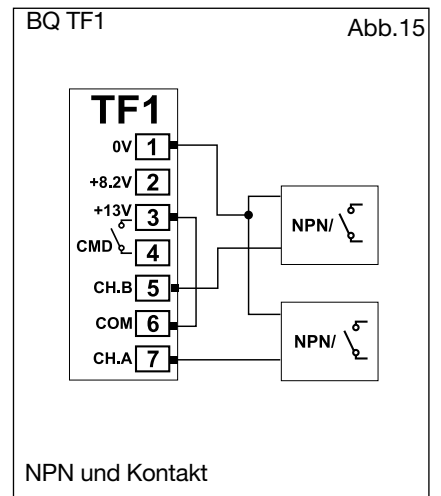 BQ TF1
Abb.15
TF1
0V 1
+8.2V 2
+13V 3
CMD 4
CH.B 5
COM 6
CH.A 7
NPN/
NPN/
NPN und Kontakt